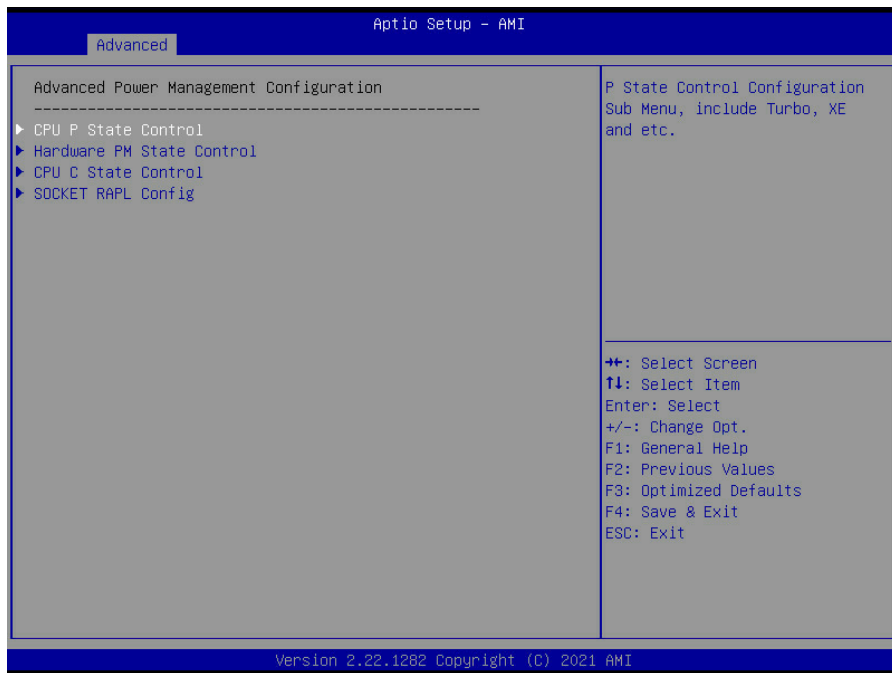 Aptio Setup – AMI
Advanced
Advanced Power Management Configuration
--------------------------------------------------
CPU P State Control
Hardware PM State Control
CPU C State Control
SOCKET RAPL Config
P State Control Configuration
Sub Menu, include Turbo, XE
and etc.
→←: Select Screen
↑↓: Select Item
Enter: Select
+/-: Change Opt.
F1: General Help
F2: Previous Values
F3: Optimized Defaults
F4: Save & Exit
ESC: Exit
Version 2.22.1282 Copyright (C) 2021 AMI